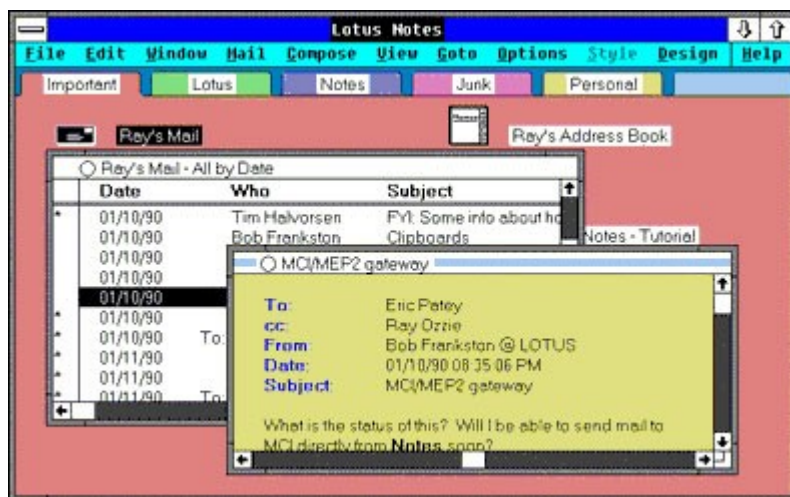 Lotus Notes
File Edit Window Mail Compose View Goto Options Style Design Help
Important Lotus Notes Junk Personal
Ray's Mail
Ray's Address Book
Ray's Mail - All by Date
Date Who Subject
* 01/10/90 Tim Halvorsen FYI: Some info about ho
01/10/90 Bob Frankston Clipboards
Notes - Tutorial
01/10/90
01/10/90
01/10/90
* 01/10/90
* 01/10/90 To:
* 01/11/90
* 01/11/90
* 01/11/90 To:
MCI/MEP2 gateway
To: Eric Patey
cc: Ray Ozzie
From: Bob Frankston @ LOTUS
Date: 01/10/90 08:35:06 PM
Subject: MCI/MEP2 gateway
What is the status of this? Will I be able to send mail to
MCI directly from Notes soon?